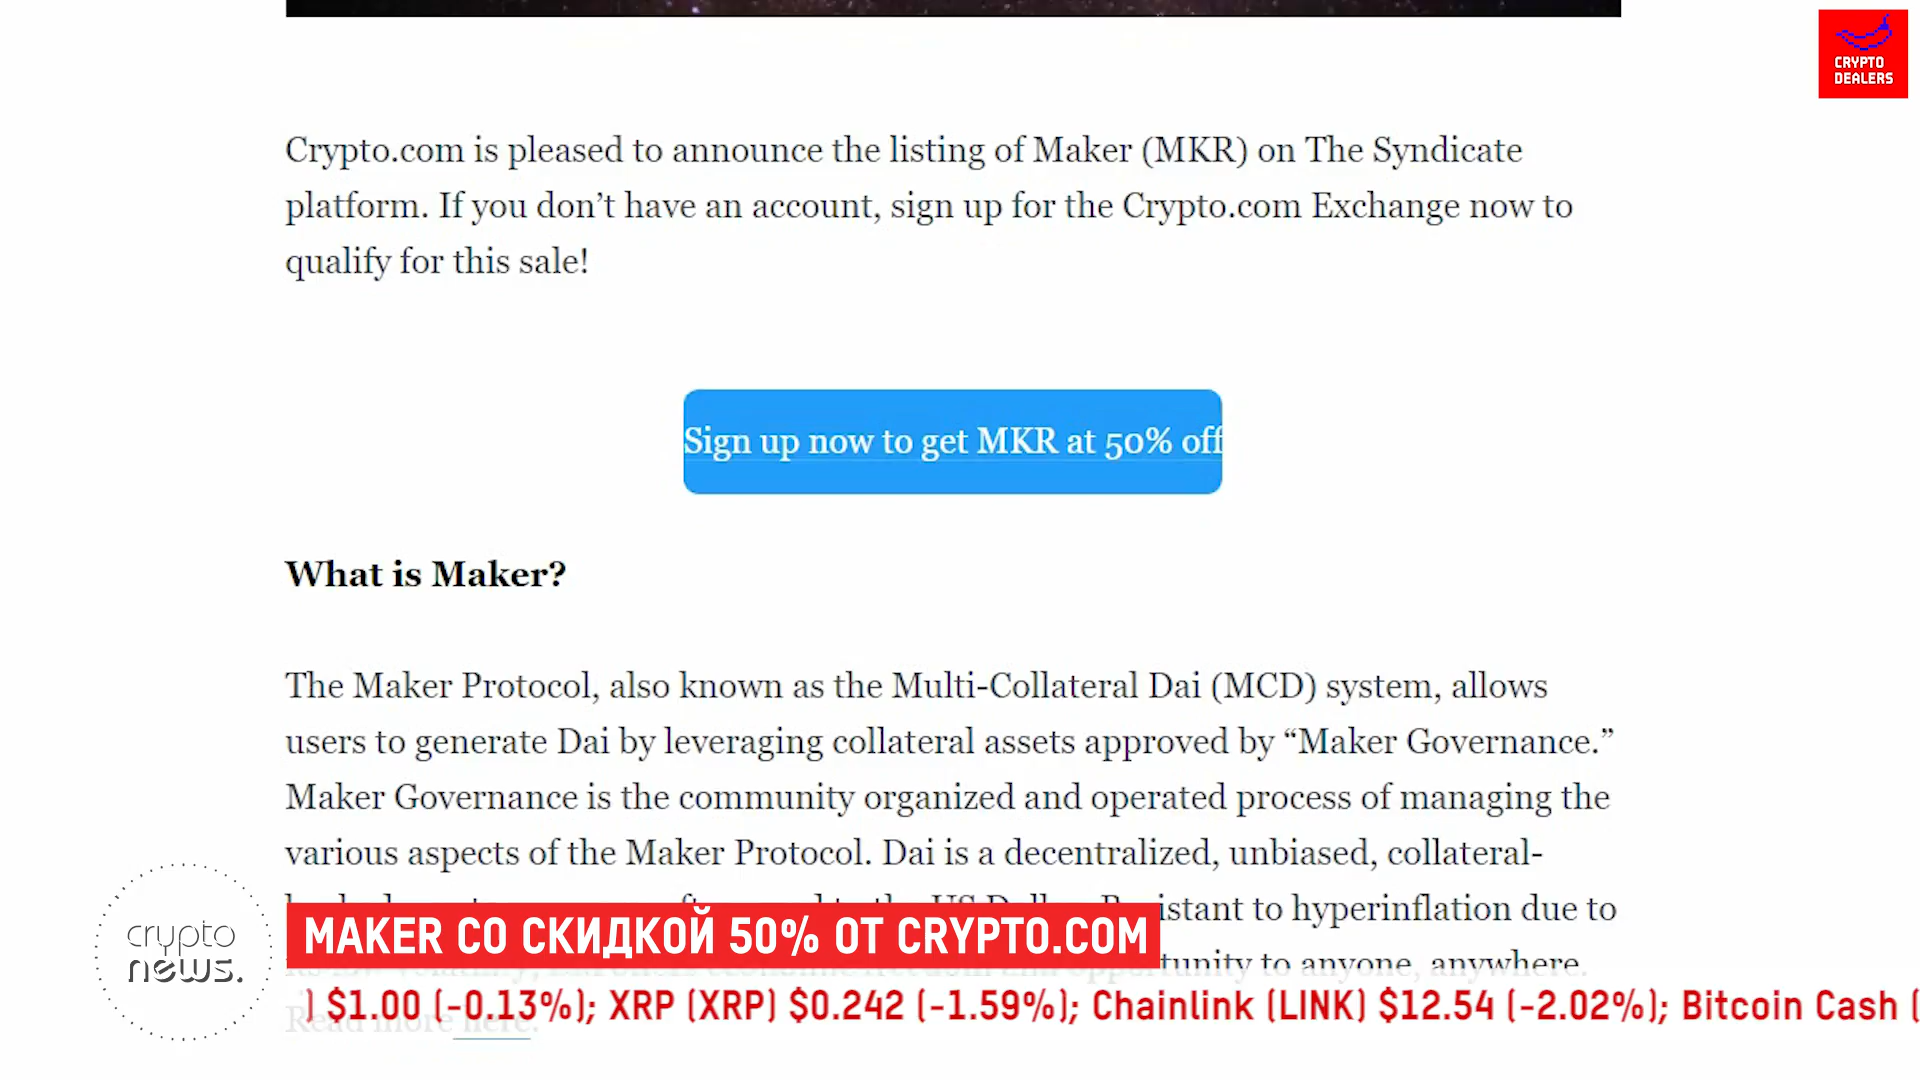 CRYPTO
DEALERS
Crypto.com is pleased to announce the listing of Maker (MKR) on The Syndicate
platform. If you don’t have an account, sign up for the Crypto.com Exchange now to
qualify for this sale!
Sign up now to get MKR at 50% off
What is Maker?
The Maker Protocol, also known as the Multi-Collateral Dai (MCD) system, allows
users to generate Dai by leveraging collateral assets approved by “Maker Governance.”
Maker Governance is the community organized and operated process of managing the
various aspects of the Maker Protocol. Dai is a decentralized, unbiased, collateral-
to hyperinflation due to
to anyone, anywhere.
Read more here.
crypto
news.
MAKER СО СКИДКОЙ 50% ОТ CRYPTO.COM
) $1.00 (-0.13%); XRP (XRP) $0.242 (-1.59%); Chainlink (LINK) $12.54 (-2.02%); Bitcoin Cash (